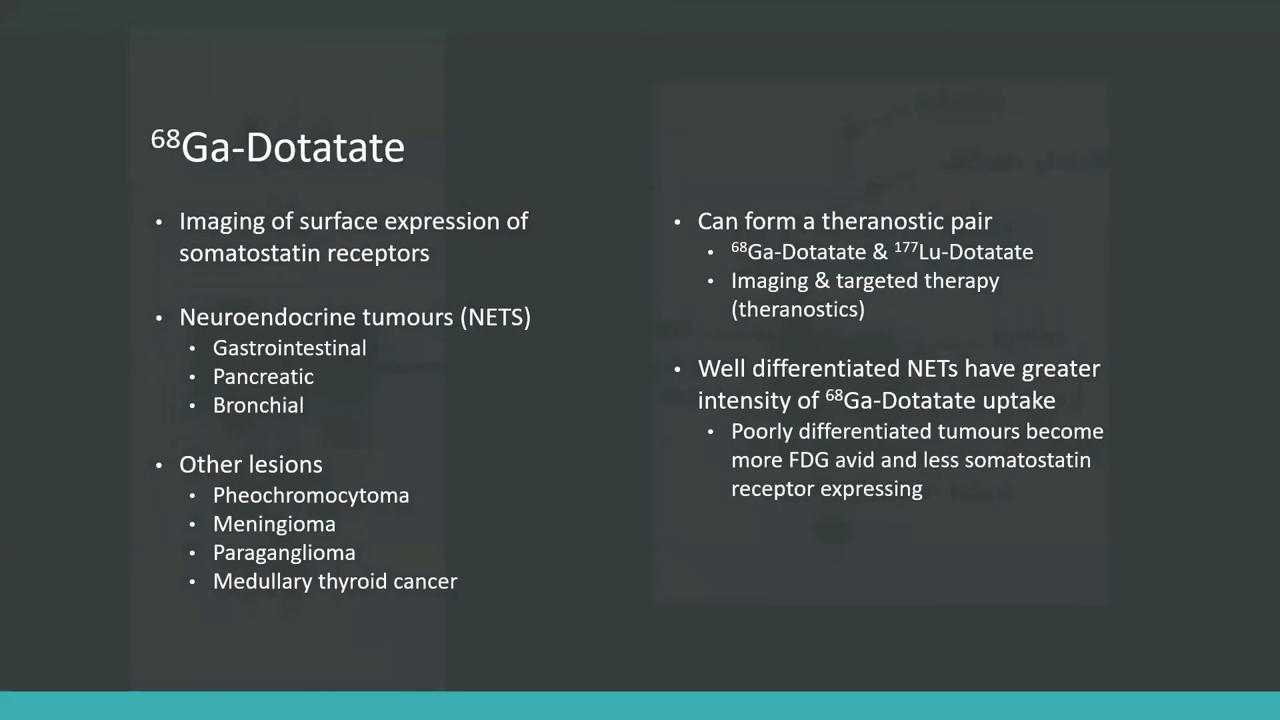 ⁶⁸Ga-Dotatate
• Imaging of surface expression of
somatostatin receptors
• Neuroendocrine tumours (NETS)
• Gastrointestinal
• Pancreatic
• Bronchial
• Other lesions
• Pheochromocytoma
• Meningioma
• Paraganglioma
• Medullary thyroid cancer
• Can form a theranostic pair
• ⁶⁸Ga-Dotatate & ¹⁷⁷Lu-Dotatate
• Imaging & targeted therapy
(theranostics)
• Well differentiated NETs have greater
intensity of ⁶⁸Ga-Dotatate uptake
• Poorly differentiated tumours become
more FDG avid and less somatostatin
receptor expressing